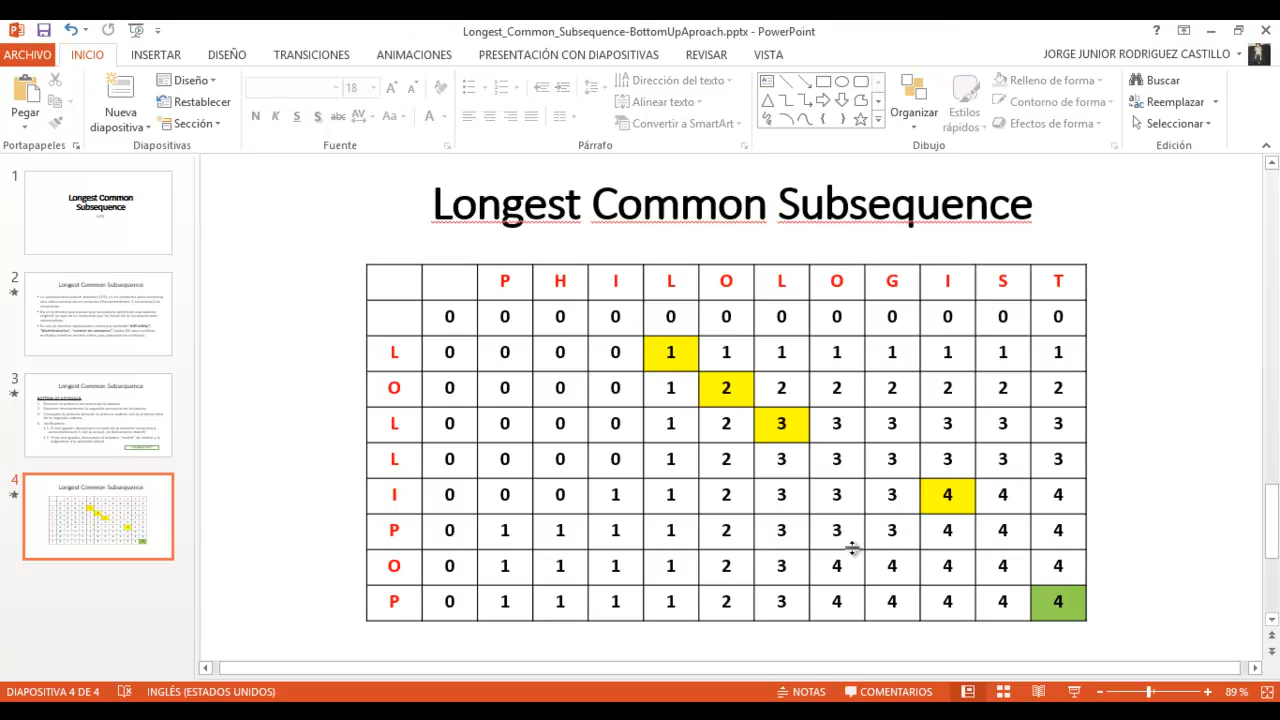 Longest_Common_Subsequence-BottomUpAproach.pptx - PowerPoint
?
ARCHIVO INICIO INSERTAR DISEÑO TRANSICIONES ANIMACIONES PRESENTACIÓN CON DIAPOSITIVAS REVISAR VISTA JORGE JUNIOR RODRIGUEZ CASTILLO
Pegar
Nueva
diapositiva
Diseño
Restablecer
Sección
18
N K S S abc AV Aa A
Dirección del texto
Alinear texto
Convertir a SmartArt
Organizar
Estilos
rápidos
Relleno de forma
Contorno de forma
Efectos de forma
Buscar
Reemplazar
Seleccionar
Portapapeles Diapositivas Fuente Párrafo Dibujo Edición
1
Longest Common
Subsequence
2
Longest Common Subsequence
3
Longest Common Subsequence
4
Longest Common Subsequence
Longest Common Subsequence
P H I L O L O G I S T
0 0 0 0 0 0 0 0 0 0 0 0
L 0 0 0 0 1 1 1 1 1 1 1 1
O 0 0 0 0 1 2 2 2 2 2 2 2
L 0 0 0 0 1 2 3 3 3 3 3 3
L 0 0 0 0 1 2 3 3 3 3 3 3
I 0 0 0 1 1 2 3 3 3 4 4 4
P 0 1 1 1 1 2 3 3 3 4 4 4
O 0 1 1 1 1 2 3 4 4 4 4 4
P 0 1 1 1 1 2 3 4 4 4 4 4
DIAPOSITIVA 4 DE 4 INGLÉS (ESTADOS UNIDOS) NOTAS COMENTARIOS 89 %